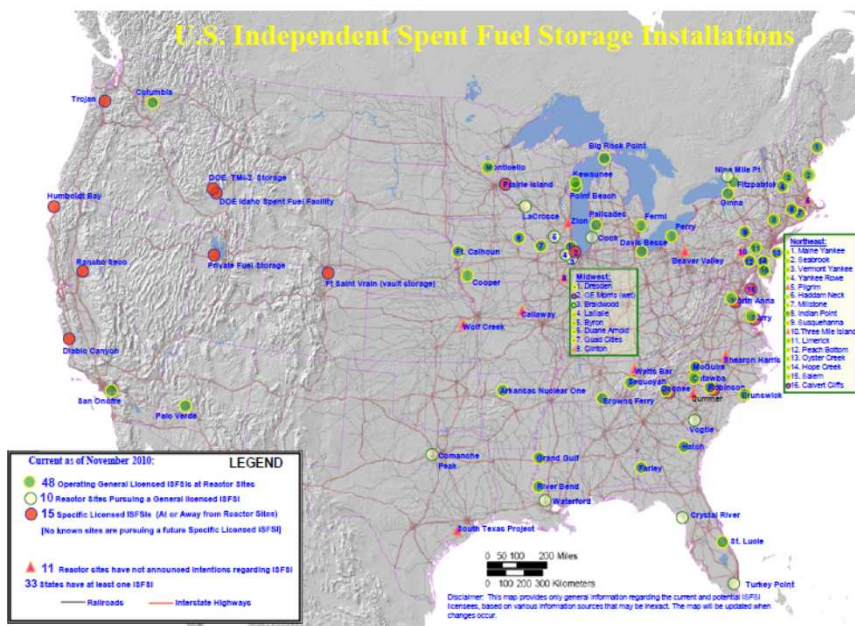 U.S. Independent Spent Fuel Storage Installations
Trojan
Columbia
Big Rock Point
Monticello
Kewaunee
Nine Mile Pt
Prairie Island
Point Beach
Fitzpatrick
DOE TMI-2 Storage
Ginna
DOE Idaho Spent Fuel Facility
Humboldt Bay
LaCrosse
Zion
Palisades
Fermi
Perry
Cook
Davis Besse
Ft. Calhoun
Beaver Valley
Private Fuel Storage
Rancho Seco
Ft Saint Vrain (vault storage)
Cooper
Northeast:
1. Maine Yankee
2. Seabrook
3. Vermont Yankee
4. Yankee Rowe
5. Pilgrim
6. Haddam Neck
7. Millstone
8. Indian Point
9. Susquehanna
10. Three Mile Island
11. Limerick
12. Peach Bottom
13. Oyster Creek
14. Hope Creek
15. Salem
16. Calvert Cliffs
Midwest:
1. Dresden
2. GE Morris (wet)
3. Braidwood
4. LaSalle
5. Byron
6. Duane Arnold
7. Quad Cities
8. Clinton
North Anna
Callaway
Wolf Creek
Diablo Canyon
Shearon Harris
Watts Bar
McGuire
Sequoyah
Catawba
Oconee
Robinson
Summer
San Onofre
Arkansas Nuclear One
Browns Ferry
Brunswick
Palo Verde
Vogtle
Hatch
Comanche
Peak
Grand Gulf
Farley
River Bend
Waterford
Crystal River
South Texas Project
St. Lucie
Turkey Point
Current as of November 2010:
LEGEND
48 Operating General Licensed ISFSIs at Reactor Sites
10 Reactor Sites Pursuing a General licensed ISFSI
15 Specific Licensed ISFSIs (At or Away from Reactor Sites)
[No known sites are pursuing a future Specific Licensed ISFSI]
11 Reactor sites have not announced intentions regarding ISFSI
33 States have at least one ISFSI
Railroads
Interstate Highways
0 50 100 200 Miles
0 100 200 300 Kilometers
Disclaimer: This map provides only general information regarding the current and potential ISFSI
licensees, based on various information sources that may be inexact. The map will be updated when
changes occur.